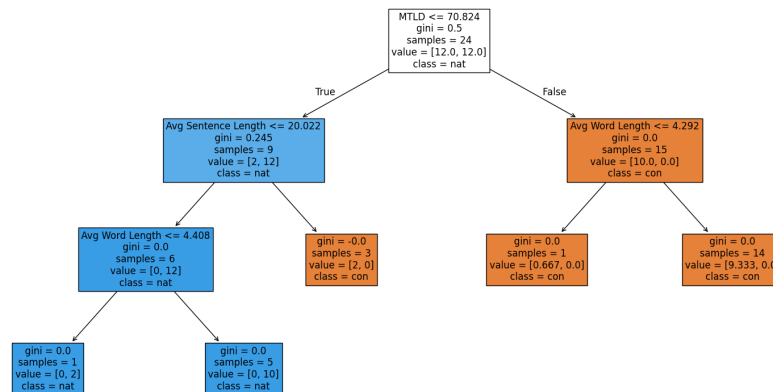 MTLD <= 70.824
gini = 0.5
samples = 24
value = [12.0, 12.0]
class = nat
True
False
Avg Sentence Length <= 20.022
gini = 0.245
samples = 9
value = [2, 12]
class = nat
Avg Word Length <= 4.292
gini = 0.0
samples = 15
value = [10.0, 0.0]
class = con
Avg Word Length <= 4.408
gini = 0.0
samples = 6
value = [0, 12]
class = nat
gini = -0.0
samples = 3
value = [2, 0]
class = con
gini = 0.0
samples = 1
value = [0.667, 0.0]
class = con
gini = 0.0
samples = 14
value = [9.333, 0.0
class = con
gini = 0.0
samples = 1
value = [0, 2]
class = nat
gini = 0.0
samples = 5
value = [0, 10]
class = nat